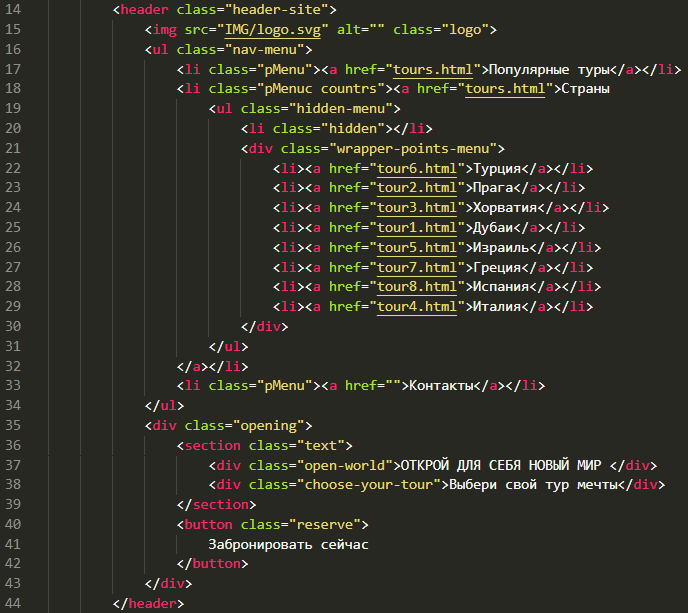 14 <header class="header-site">
15 <img src="IMG/logo.svg" alt="" class="logo">
16 <ul class="nav-menu">
17 <li class="pMenu"><a href="tours.html">Популярные туры</a></li>
18 <li class="pMenuc countrs"><a href="tours.html">Страны
19 <ul class="hidden-menu">
20 <li class="hidden"></li>
21 <div class="wrapper-points-menu">
22 <li><a href="tour6.html">Турция</a></li>
23 <li><a href="tour2.html">Прага</a></li>
24 <li><a href="tour3.html">Хорватия</a></li>
25 <li><a href="tour1.html">Дубаи</a></li>
26 <li><a href="tour5.html">Израиль</a></li>
27 <li><a href="tour7.html">Греция</a></li>
28 <li><a href="tour8.html">Испания</a></li>
29 <li><a href="tour4.html">Италия</a></li>
30 </div>
31 </ul>
32 </a></li>
33 <li class="pMenu"><a href="">Контакты</a></li>
34 </ul>
35 <div class="opening">
36 <section class="text">
37 <div class="open-world">ОТКРОЙ ДЛЯ СЕБЯ НОВЫЙ МИР </div>
38 <div class="choose-your-tour">Выбери свой тур мечты</div>
39 </section>
40 <button class="reserve">
41 Забронировать сейчас
42 </button>
43 </div>
44 </header>